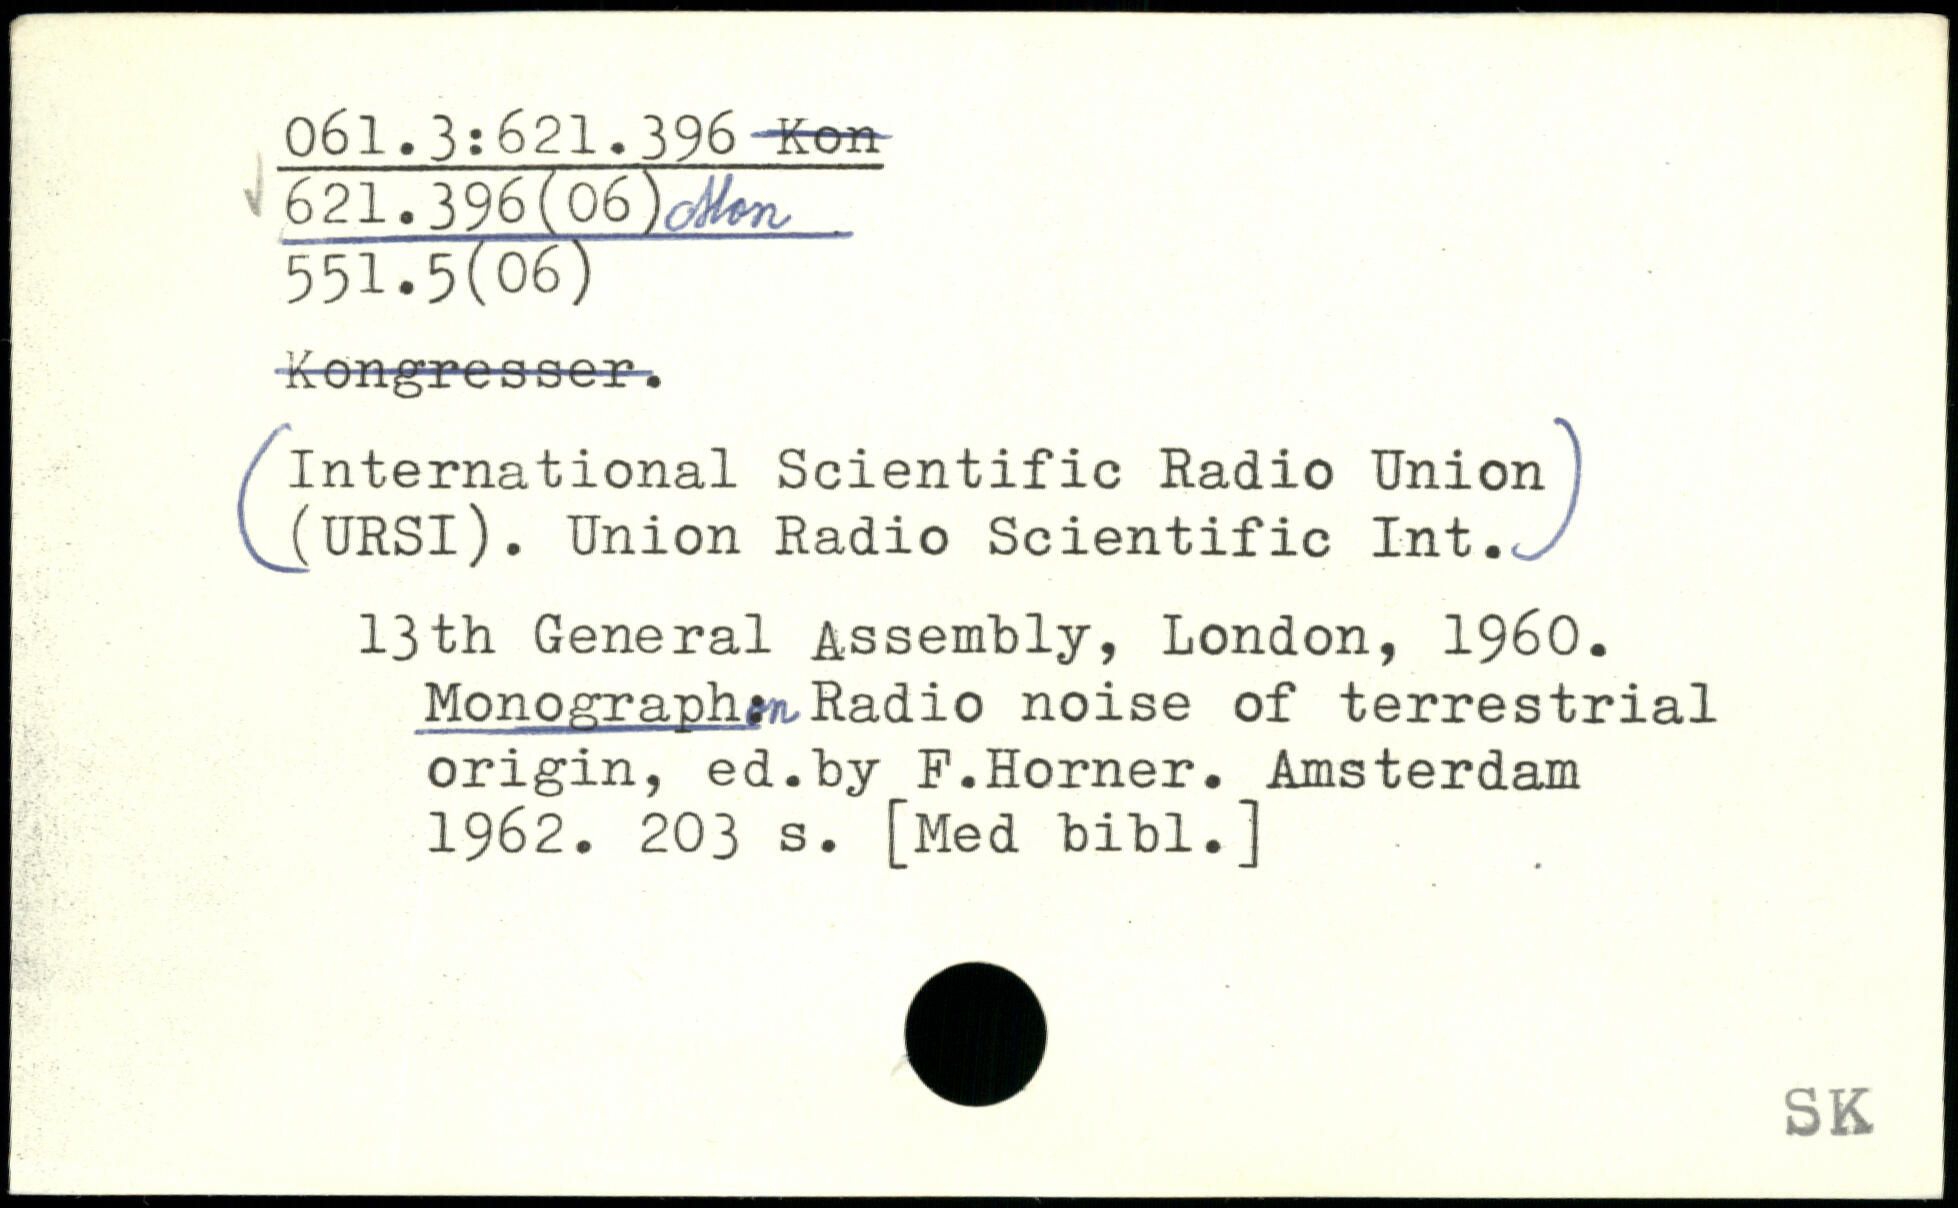 061.3:621.396 Kon
621.396(06) Mon
551.5(06)
Kongresser.
(International Scientific Radio Union
(URSI). Union Radio Scientific Int.)
13th General Assembly, London, 1960.
Monograph on Radio noise of terrestrial
origin, ed.by F.Horner. Amsterdam
1962. 203 s. [Med bibl.]
SK